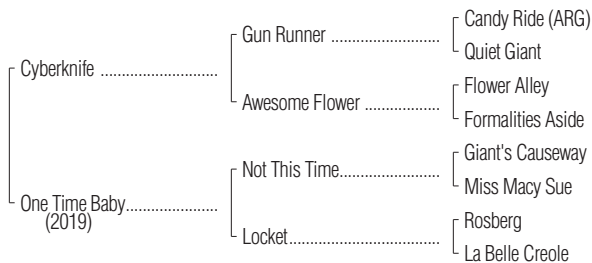 Candy Ride (ARG)
Gun Runner ........................
Quiet Giant
Cyberknife ..........................
Flower Alley
Awesome Flower ................
Formalities Aside
Giant's Causeway
Not This Time......................
Miss Macy Sue
One Time Baby....................
(2019)
Rosberg
Locket.................................
La Belle Creole